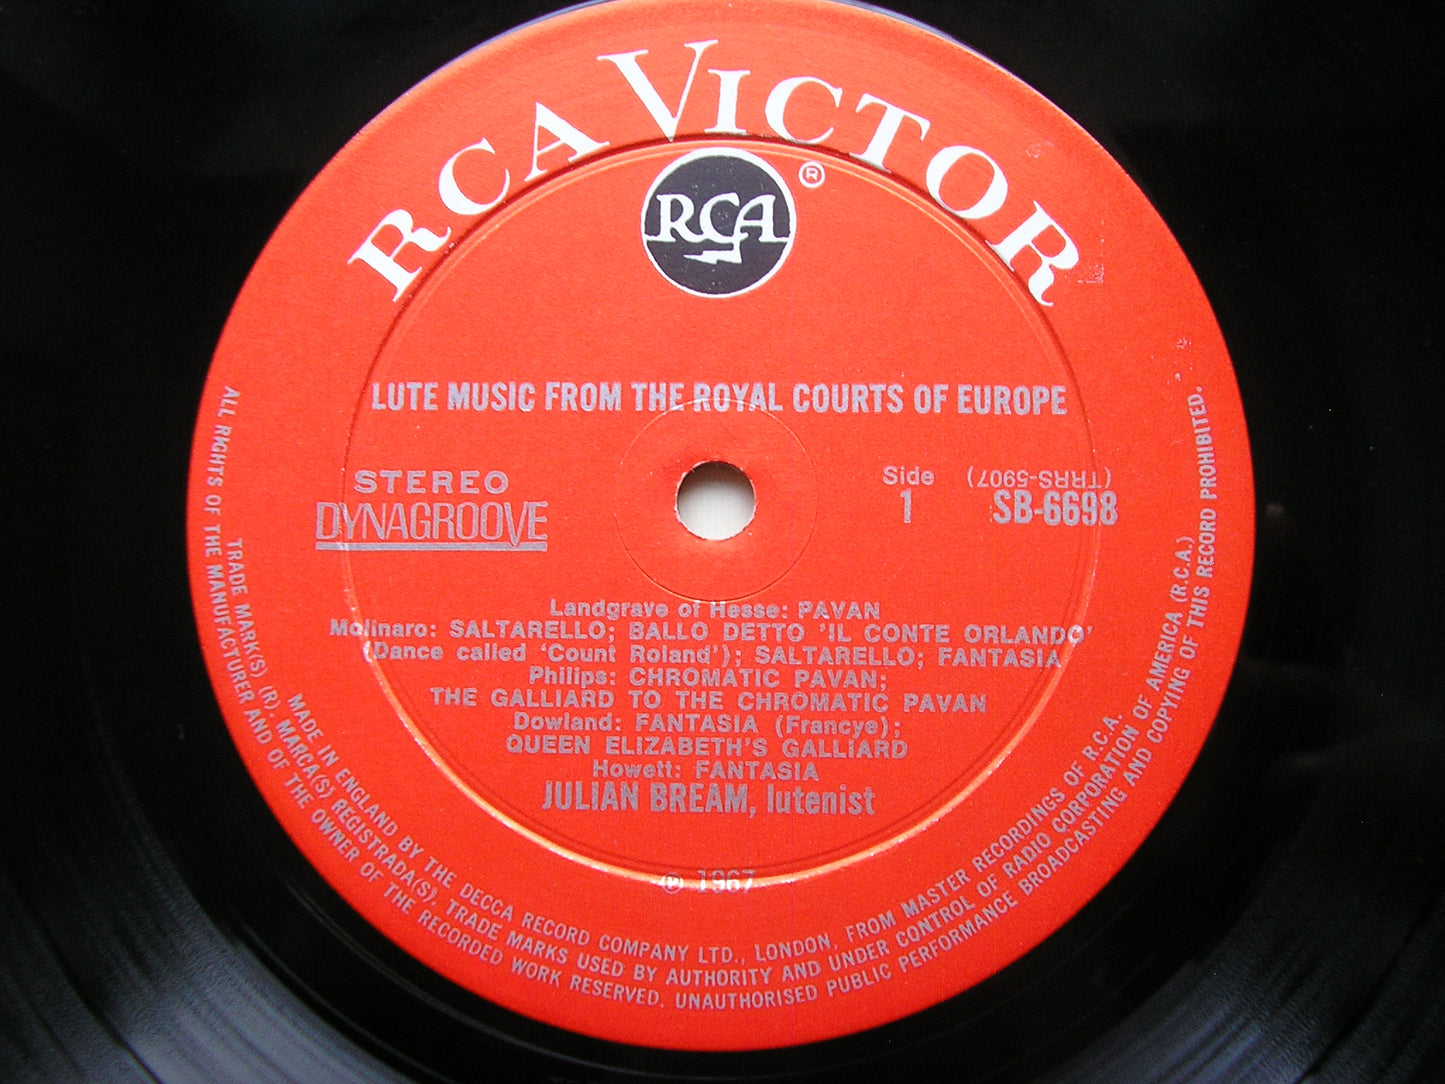 RCA VICTOR
RCA
®
LUTE MUSIC FROM THE ROYAL COURTS OF EUROPE
STEREO
DYNAGROOVE
Side
1
(TRRS-5907)
SB-6698
Landgrave of Hesse: PAVAN
Molinaro: SALTARELLO; BALLO DETTO 'IL CONTE ORLANDO'
(Dance called 'Count Roland'); SALTARELLO; FANTASIA
Philips: CHROMATIC PAVAN;
THE GALLIARD TO THE CHROMATIC PAVAN
Dowland: FANTASIA (Francye);
QUEEN ELIZABETH'S GALLIARD
Howett: FANTASIA
JULIAN BREAM, lutenist
℗ 1967
MADE IN ENGLAND BY THE DECCA RECORD COMPANY LTD., LONDON, FROM MASTER RECORDINGS OF R.C.A.
TRADE MARK(S) (R); MARCA(S) REGISTRADA(S). TRADE MARKS USED BY AUTHORITY AND UNDER CONTROL OF RADIO CORPORATION OF AMERICA (R.C.A.)
ALL RIGHTS OF THE MANUFACTURER AND OF THE OWNER OF THE RECORDED WORK RESERVED. UNAUTHORISED PUBLIC PERFORMANCE BROADCASTING AND COPYING OF THIS RECORD PROHIBITED.